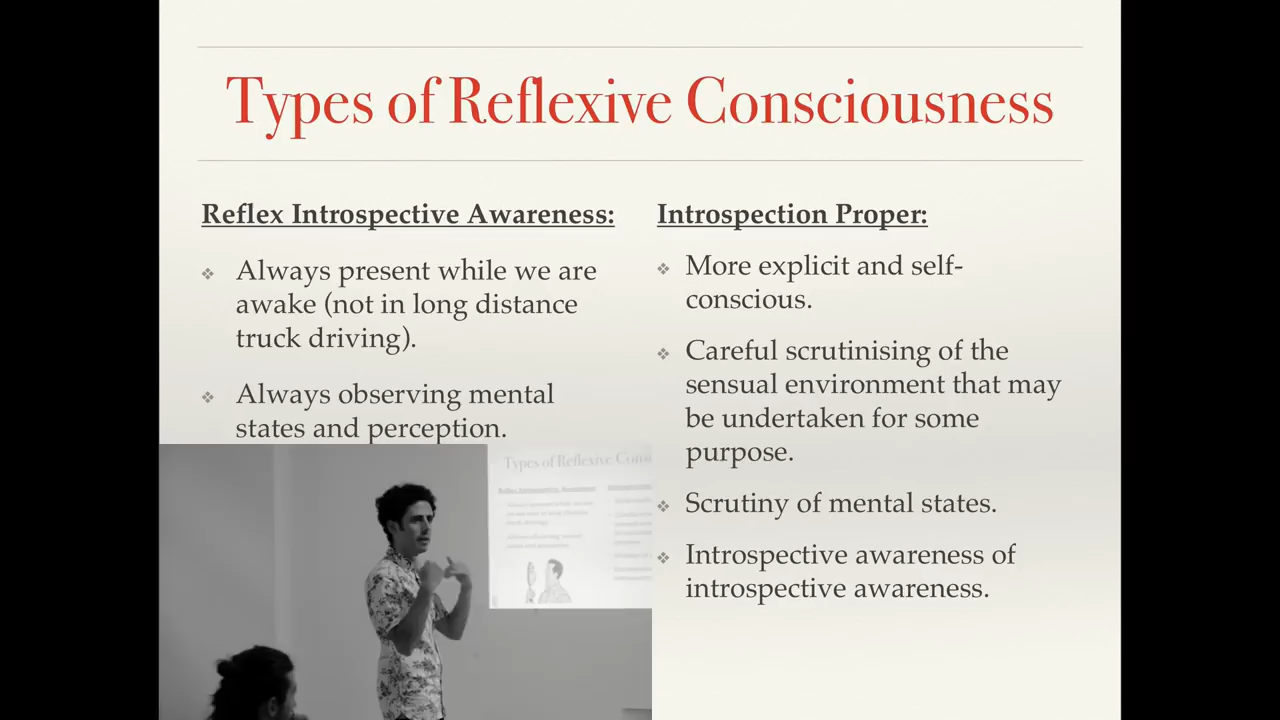 Types of Reflexive Consciousness
Reflex Introspective Awareness:
❖ Always present while we are
awake (not in long distance
truck driving).
❖ Always observing mental
states and perception.
Introspection Proper:
❖ More explicit and self-
conscious.
❖ Careful scrutinising of the
sensual environment that may
be undertaken for some
purpose.
❖ Scrutiny of mental states.
❖ Introspective awareness of
introspective awareness.
Types of Reflexive
Reflex Introspective Awareness: